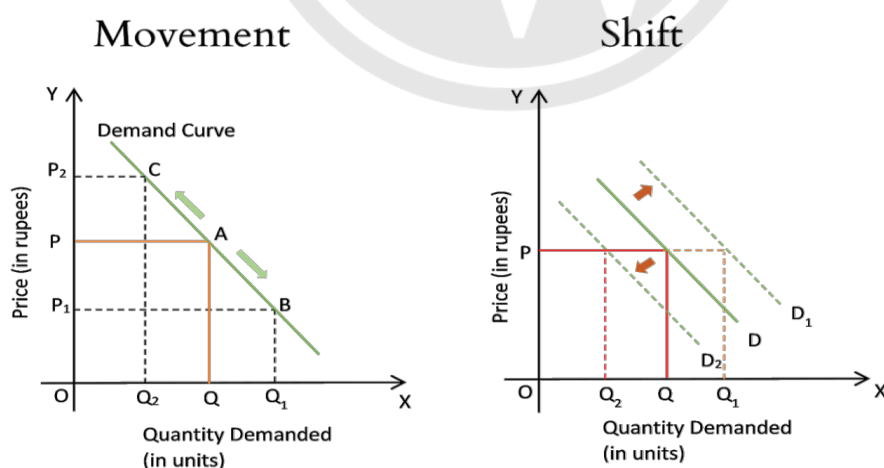 Movement
Y
Demand Curve
P₂
C
P
A
P₁
B
O
Q₂
Q
Q₁
X
Price (in rupees)
Quantity Demanded
(in units)
Shift
Y
P
D₁
D
D₂
O
Q₂
Q
Q₁
X
Price (in rupees)
Quantity Demanded
(in units)